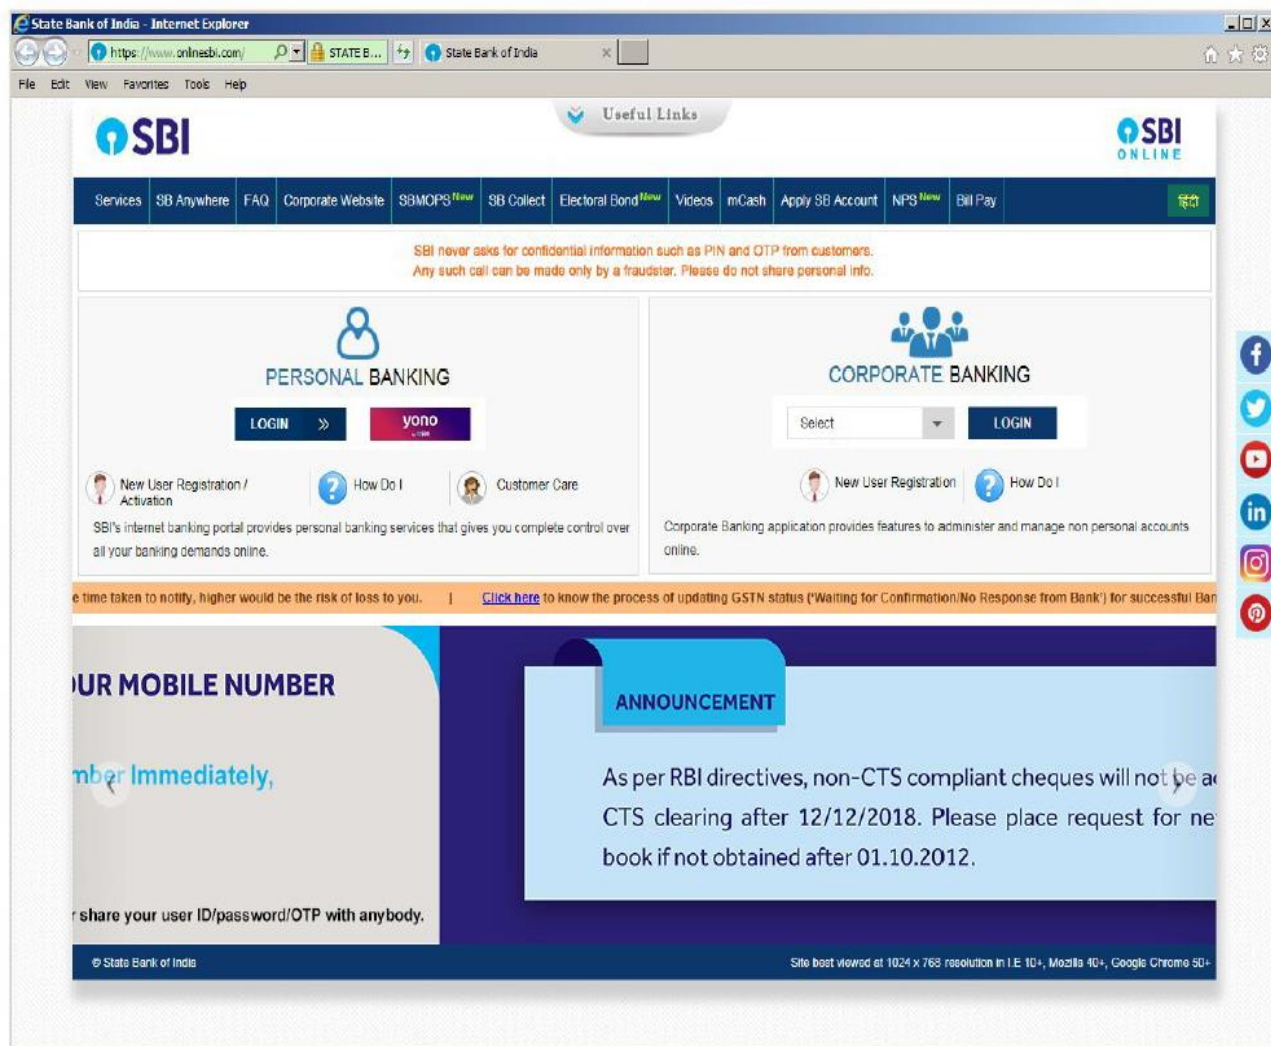 State Bank of India - Internet Explorer
https://www.onlinesbi.com/ STATE B... State Bank of India
File Edit View Favorites Tools Help
Useful Links
SBI
SBI
ONLINE
Services SB Anywhere FAQ Corporate Website SBMOPS New SB Collect Electoral Bond New Videos mCash Apply SB Account NPS New Bill Pay हिंदी
SBI never asks for confidential information such as PIN and OTP from customers.
Any such call can be made only by a fraudster. Please do not share personal info.
PERSONAL BANKING
LOGIN »
yono
New User Registration /
Activation
How Do I
Customer Care
SBI's internet banking portal provides personal banking services that gives you complete control over
all your banking demands online.
CORPORATE BANKING
Select LOGIN
New User Registration
How Do I
Corporate Banking application provides features to administer and manage non personal accounts
online.
e time taken to notify, higher would be the risk of loss to you. | Click here to know the process of updating GSTN status ('Waiting for Confirmation/No Response from Bank') for successful Ban
OUR MOBILE NUMBER
mber Immediately,
r share your user ID/password/OTP with anybody.
ANNOUNCEMENT
As per RBI directives, non-CTS compliant cheques will not be ac
CTS clearing after 12/12/2018. Please place request for ne
book if not obtained after 01.10.2012.
© State Bank of India
Site best viewed at 1024 x 768 resolution in I.E 10+, Mozilla 40+, Google Chrome 50+